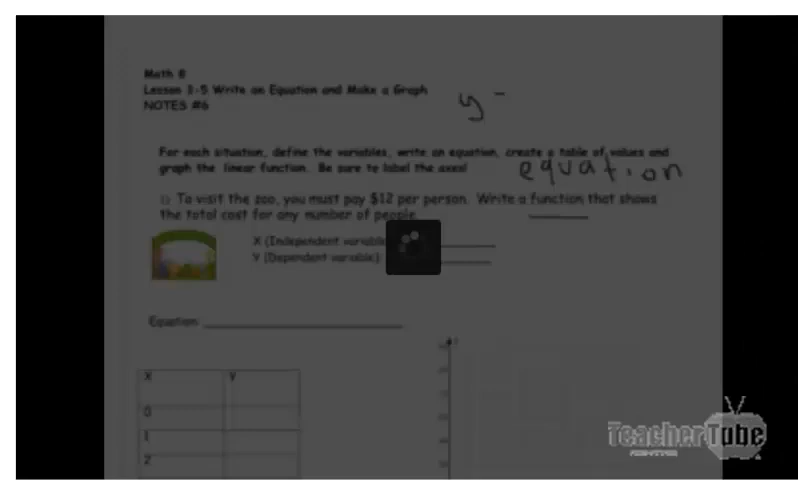 Math 8
Lesson 3-5 Write an Equation and Make a Graph
NOTES #6
y =
For each situation, define the variables, write an equation, create a table of values and
graph the linear function. Be sure to label the axes!
equation
1) To visit the zoo, you must pay $12 per person. Write a function that shows
the total cost for any number of people.
X (Independent variable
Y (Dependent variable):
Equation:
X Y
0
1
2
TeacherTube